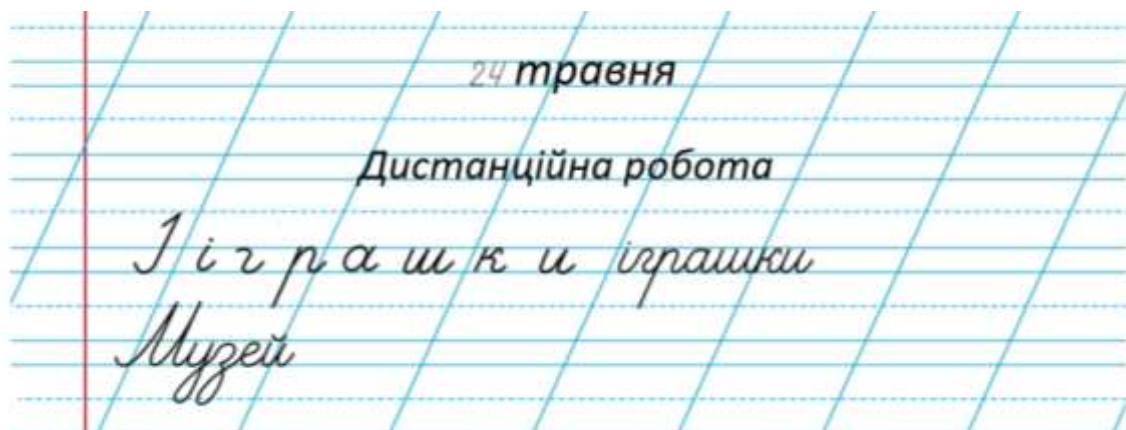 24 травня
Дистанційна робота
І і г р а ш к и іграшки
Музей